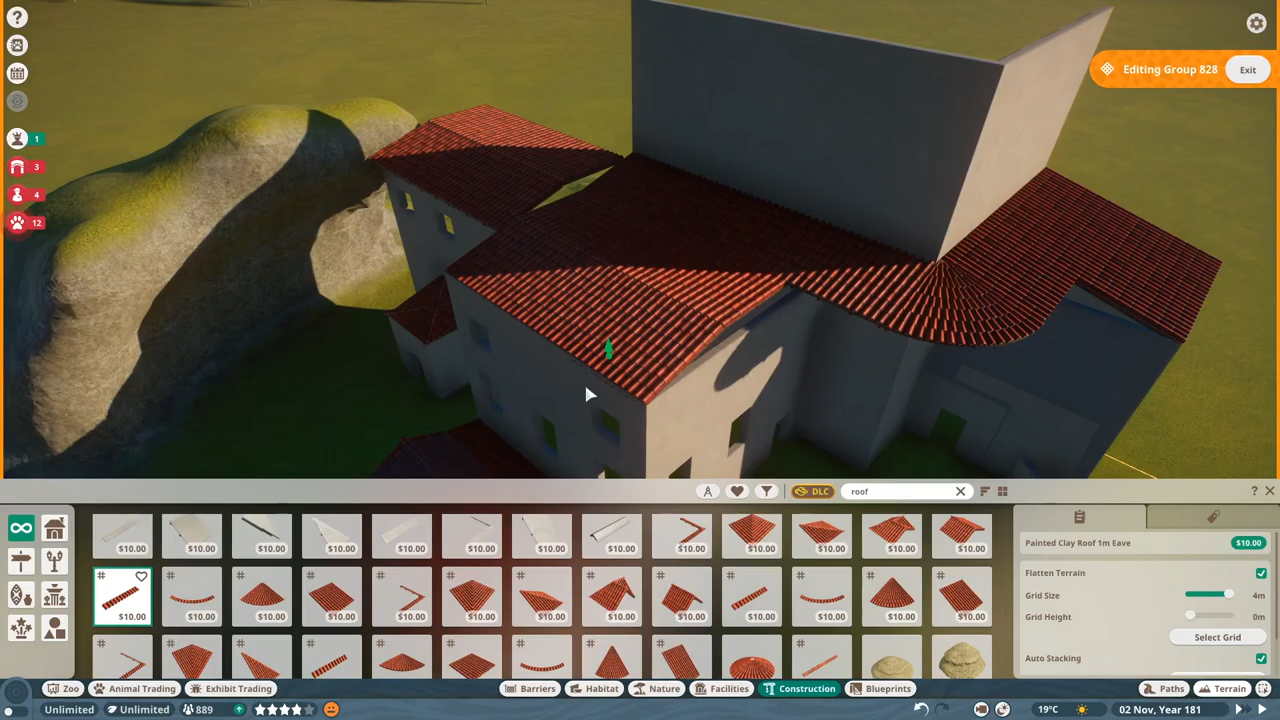 ?
Editing Group 828
Exit
1
3
4
12
DLC
roof
?
$10.00 $10.00 $10.00 $10.00 $10.00 $10.00 $10.00 $10.00 $10.00 $10.00 $10.00 $10.00 $10.00
$10.00 $10.00 $10.00 $10.00 $10.00 $10.00 $10.00 $10.00 $10.00 $10.00 $10.00 $10.00 $10.00
Painted Clay Roof 1m Eave $10.00
Flatten Terrain
Grid Size 4m
Grid Height 0m
Select Grid
Auto Stacking
Zoo Animal Trading Exhibit Trading Barriers Habitat Nature Facilities Construction Blueprints Paths Terrain
Unlimited Unlimited 889 19°C 02 Nov, Year 181